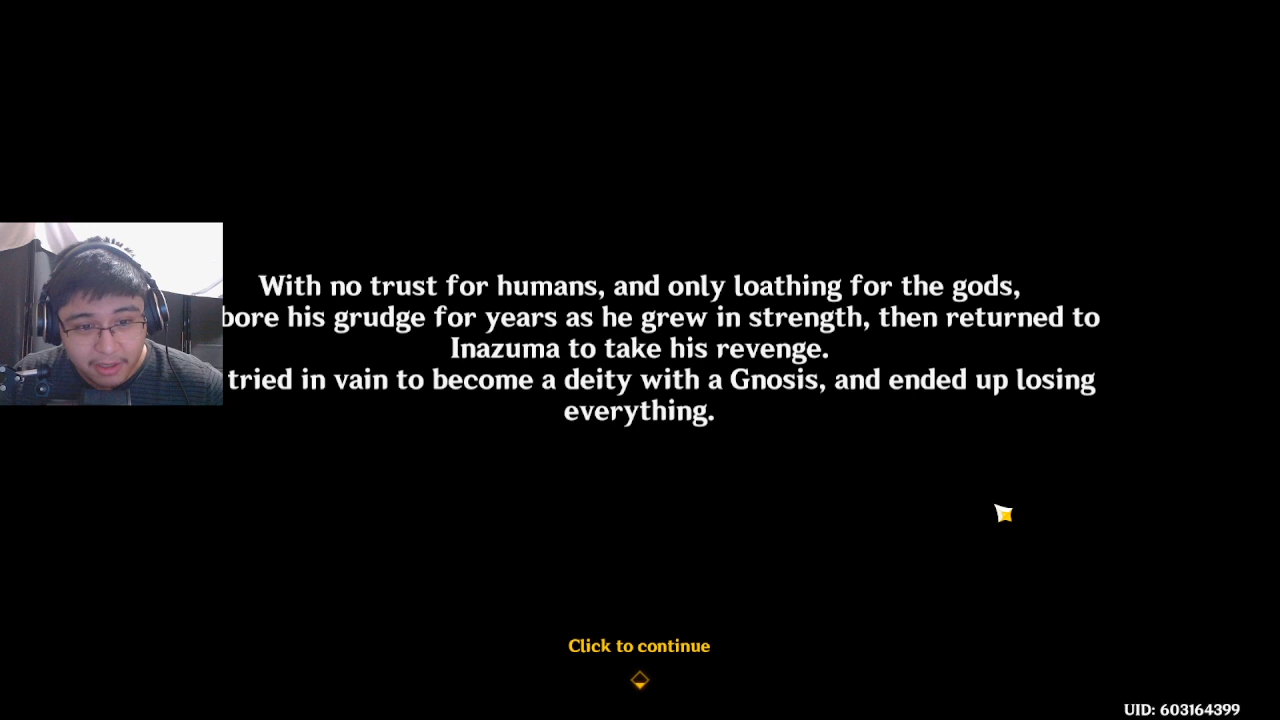 With no trust for humans, and only loathing for the gods,
bore his grudge for years as he grew in strength, then returned to
Inazuma to take his revenge.
tried in vain to become a deity with a Gnosis, and ended up losing
everything.
Click to continue
UID: 603164399